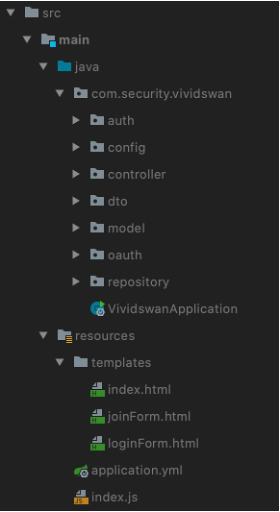 src
main
java
com.security.vividswan
auth
config
controller
dto
model
oauth
repository
VividswanApplication
resources
templates
index.html
joinForm.html
loginForm.html
application.yml
index.js